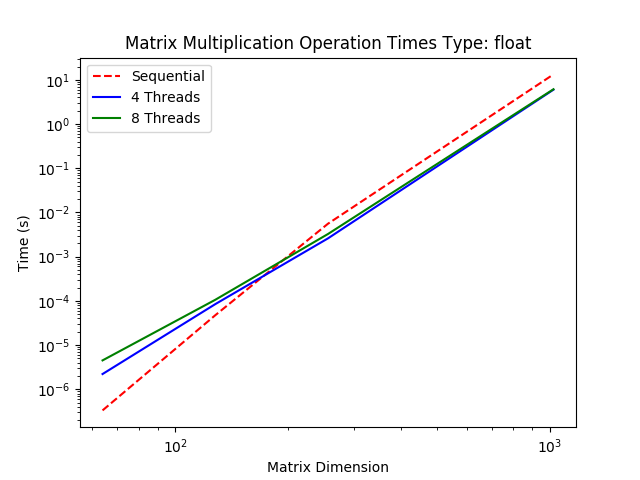 Matrix Multiplication Operation Times Type: float
Sequential
4 Threads
8 Threads
Time (s)
10¹
10⁰
10⁻¹
10⁻²
10⁻³
10⁻⁴
10⁻⁵
10⁻⁶
10²
10³
Matrix Dimension